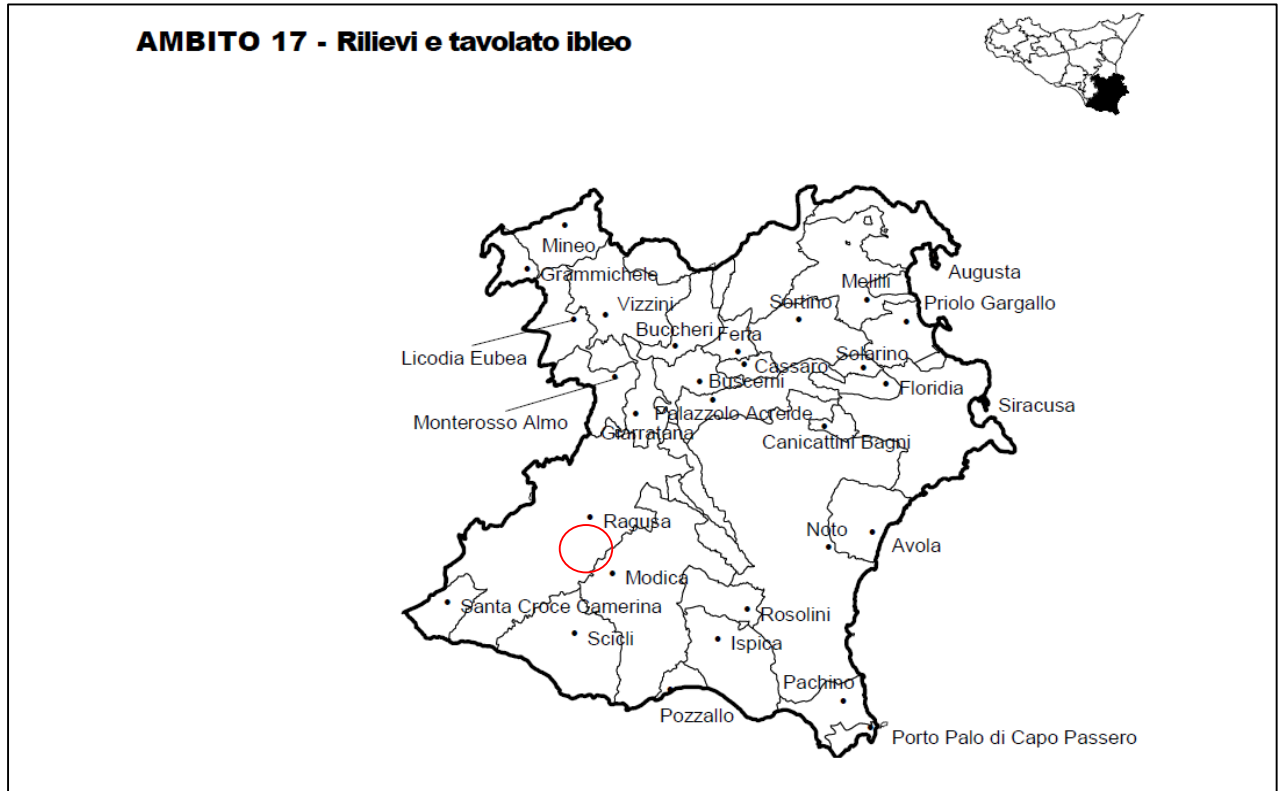 AMBITO 17 - Rilievi e tavolato ibleo
Mineo
Grammichele
Augusta
Melilli
Vizzini
Sortino
Priolo Gargallo
Buccheri
Ferla
Licodia Eubea
Solarino
Cassaro
Buscemi
Floridia
Siracusa
Monterosso Almo
Palazzolo Acreide
Giarratana
Canicattini Bagni
Ragusa
Noto
Avola
Modica
Santa Croce Camerina
Rosolini
Scicli
Ispica
Pachino
Pozzallo
Porto Palo di Capo Passero